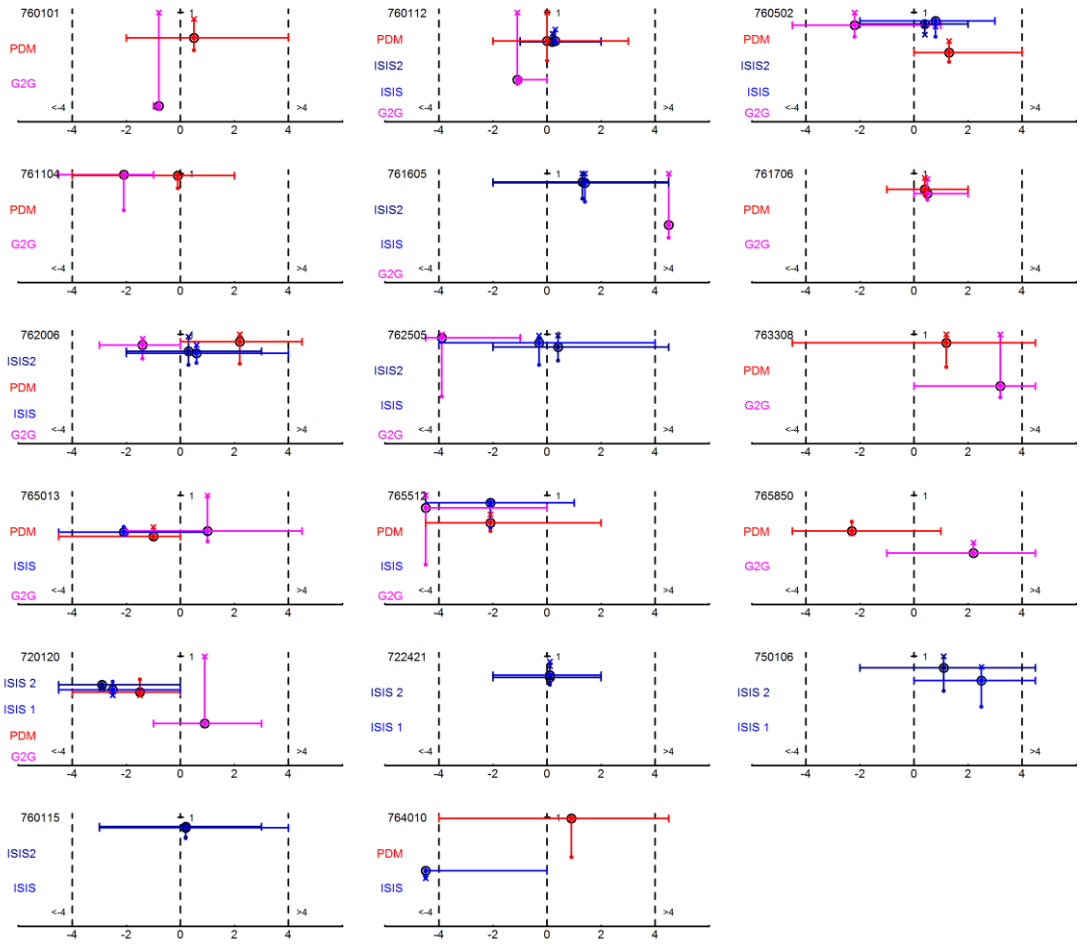 760101
1
PDM
G2G
<-4
>4
-4 -2 0 2 4
760112
1
PDM
ISIS2
ISIS
G2G
<-4
>4
-4 -2 0 2 4
760502
1
PDM
ISIS2
ISIS
G2G
<-4
>4
-4 -2 0 2 4
761104
1
PDM
G2G
<-4
>4
-4 -2 0 2 4
761605
1
ISIS2
ISIS
G2G
<-4
>4
-4 -2 0 2 4
761706
1
PDM
G2G
<-4
>4
-4 -2 0 2 4
762006
1
ISIS2
PDM
ISIS
G2G
<-4
>4
-4 -2 0 2 4
762505
1
ISIS2
ISIS
G2G
<-4
>4
-4 -2 0 2 4
763308
1
PDM
G2G
<-4
>4
-4 -2 0 2 4
765013
1
PDM
ISIS
G2G
<-4
>4
-4 -2 0 2 4
765512
1
PDM
ISIS
G2G
<-4
>4
-4 -2 0 2 4
765850
1
PDM
G2G
<-4
>4
-4 -2 0 2 4
720120
1
ISIS 2
ISIS 1
PDM
G2G
<-4
>4
-4 -2 0 2 4
722421
1
ISIS 2
ISIS 1
<-4
>4
-4 -2 0 2 4
750106
1
ISIS 2
ISIS 1
<-4
>4
-4 -2 0 2 4
760115
1
ISIS2
ISIS
<-4
>4
-4 -2 0 2 4
764010
1
PDM
ISIS
<-4
>4
-4 -2 0 2 4